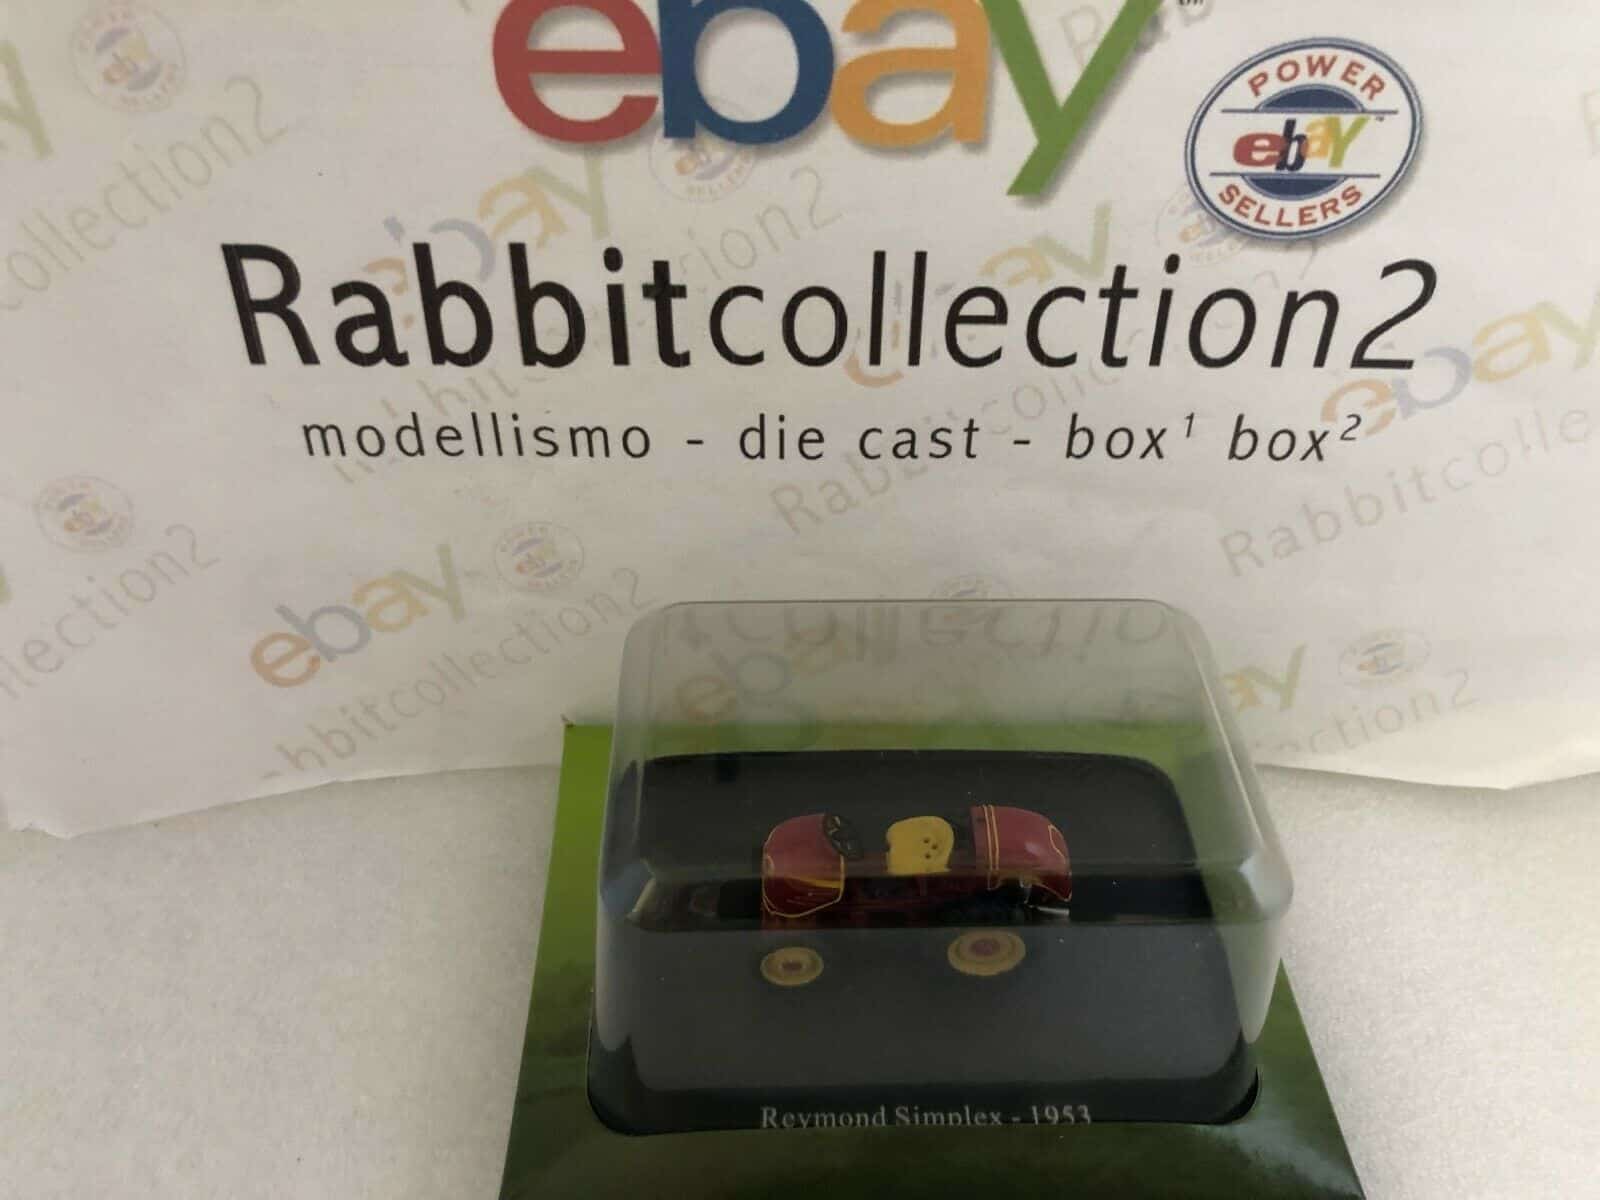 ebay
POWER
ebay
SELLERS
Rabbitcollection2
modellismo - die cast - box¹ box²
Reymond Simplex - 1953